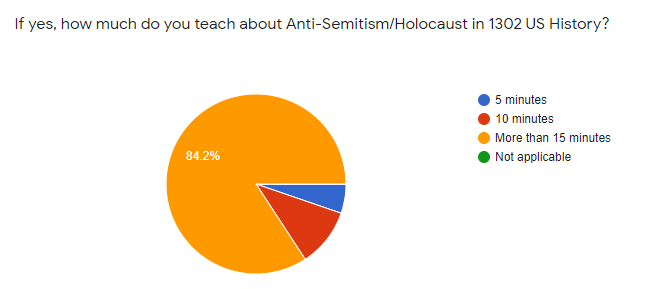 If yes, how much do you teach about Anti-Semitism/Holocaust in 1302 US History?
5 minutes
10 minutes
More than 15 minutes
Not applicable
84.2%